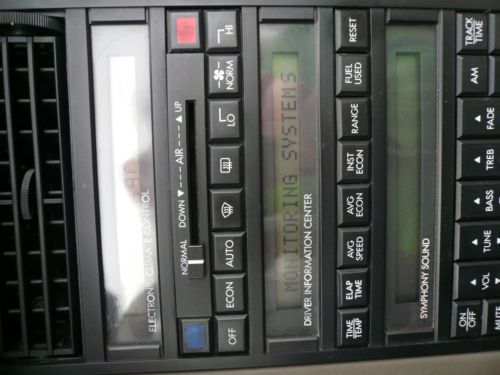 ELECTRONIC CLIMATE CONTROL
NORMAL DOWN ▼---AIR---▲ UP
HI
OFF ECON AUTO LO NORM
MONITORING SYSTEMS
DRIVER INFORMATION CENTER
TIME/TEMP ELAP TIME AVG SPEED AVG ECON INST ECON RANGE FUEL USED RESET
SYMPHONY SOUND
ON/OFF ▲ VOL ▲ TUNE ▲ BASS ▲ TREB ▲ FADE AM TRACK/TIME
MUTE